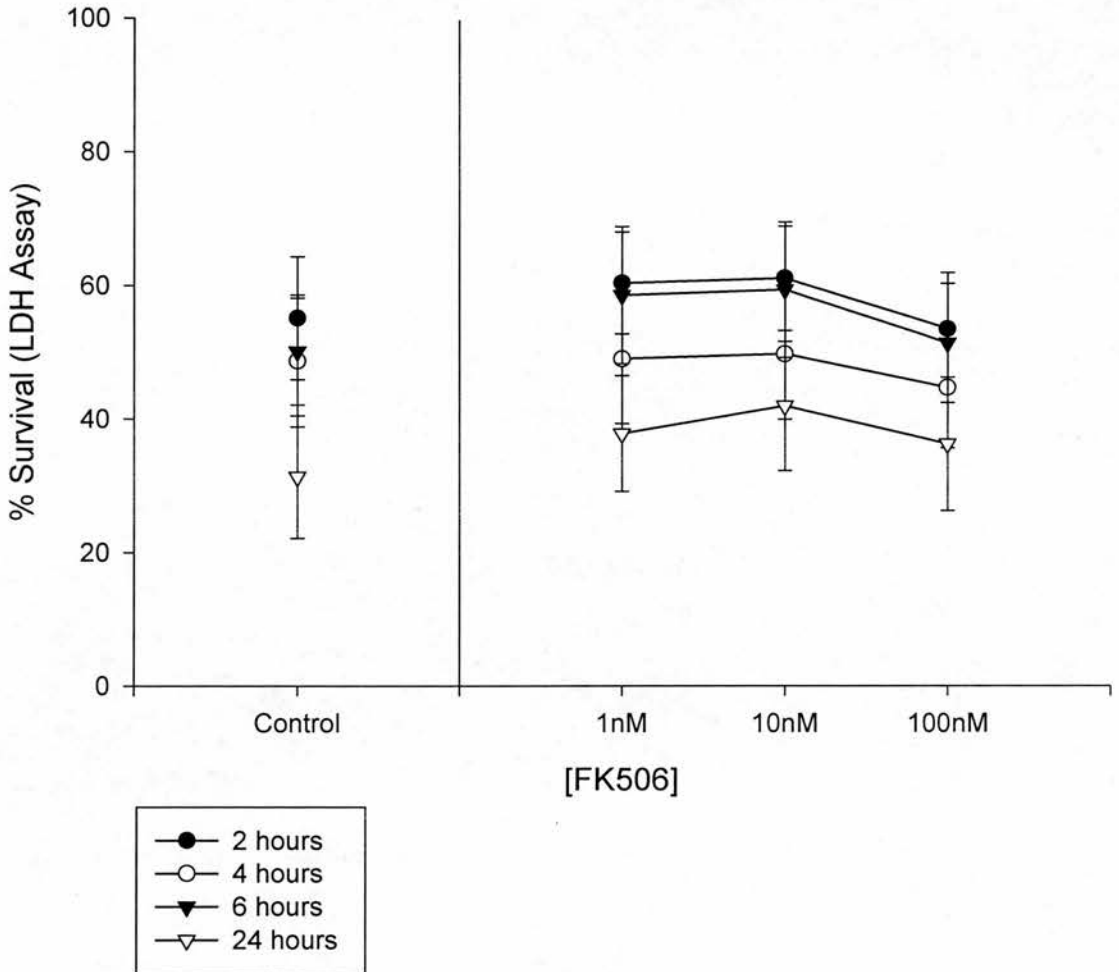 % Survival (LDH Assay)
100
80
60
40
20
0
Control
1nM
10nM
100nM
[FK506]
2 hours
4 hours
6 hours
24 hours